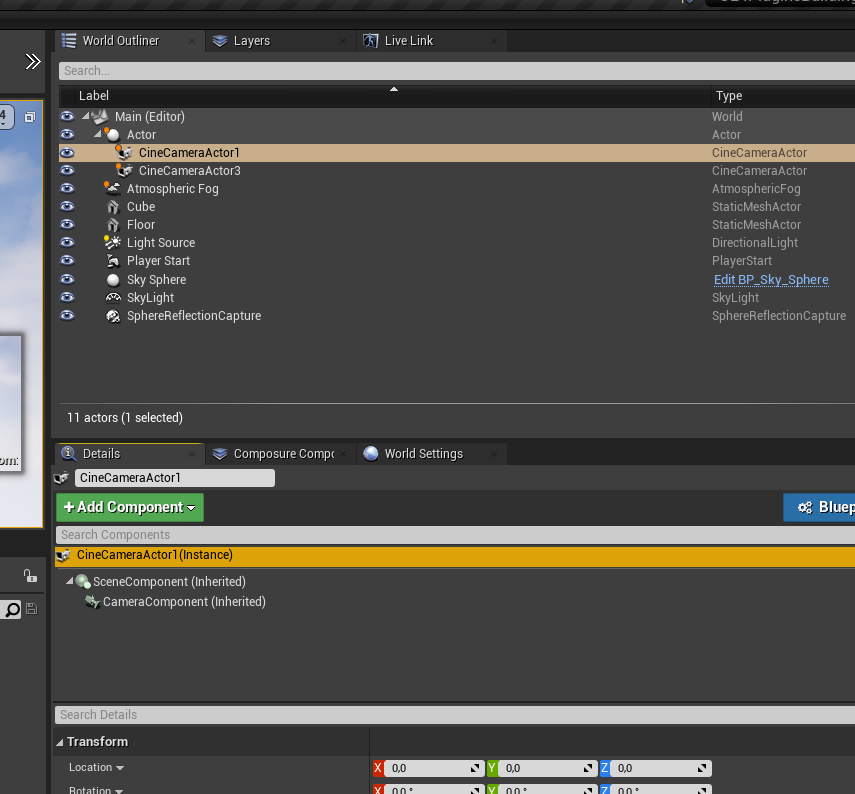 World Outliner Layers Live Link
Search...
Label Type
4
Main (Editor) World
Actor Actor
CineCameraActor1 CineCameraActor
CineCameraActor3 CineCameraActor
Atmospheric Fog AtmosphericFog
Cube StaticMeshActor
Floor StaticMeshActor
Light Source DirectionalLight
Player Start PlayerStart
Sky Sphere Edit BP_Sky_Sphere
SkyLight SkyLight
SphereReflectionCapture SphereReflectionCapture
11 actors (1 selected)
Details Composure Compo World Settings
CineCameraActor1
+Add Component Bluep
Search Components
CineCameraActor1(Instance)
SceneComponent (Inherited)
CameraComponent (Inherited)
Search Details
Transform
Location X 0,0 Y 0,0 Z 0,0
Rotation X 0,0 ° Y 0,0 ° Z 0,0 °